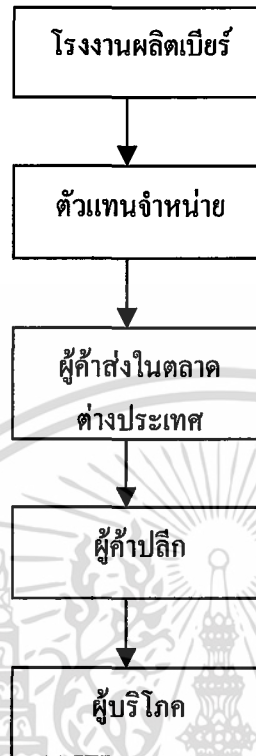 โรงงานผลิตเบียร์
ตัวแทนจำหน่าย
ผู้ค้าส่งในตลาด
ต่างประเทศ
ผู้ค้าปลีก
ผู้บริโภค